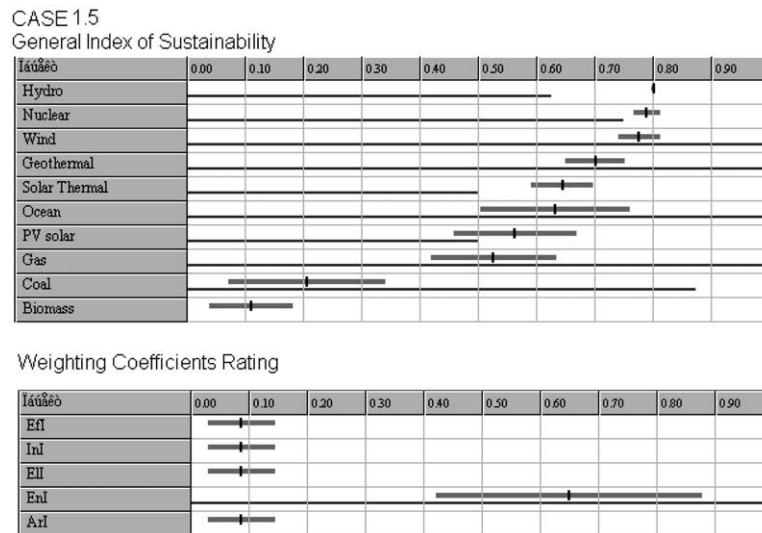 CASE 1.5
General Index of Sustainability
Ïáúåêò 0.00 0.10 0.20 0.30 0.40 0.50 0.60 0.70 0.80 0.90
Hydro
Nuclear
Wind
Geothermal
Solar Thermal
Ocean
PV solar
Gas
Coal
Biomass
Weighting Coefficients Rating
Ïáúåêò 0.00 0.10 0.20 0.30 0.40 0.50 0.60 0.70 0.80 0.90
EfI
InI
ElI
EnI
ArI